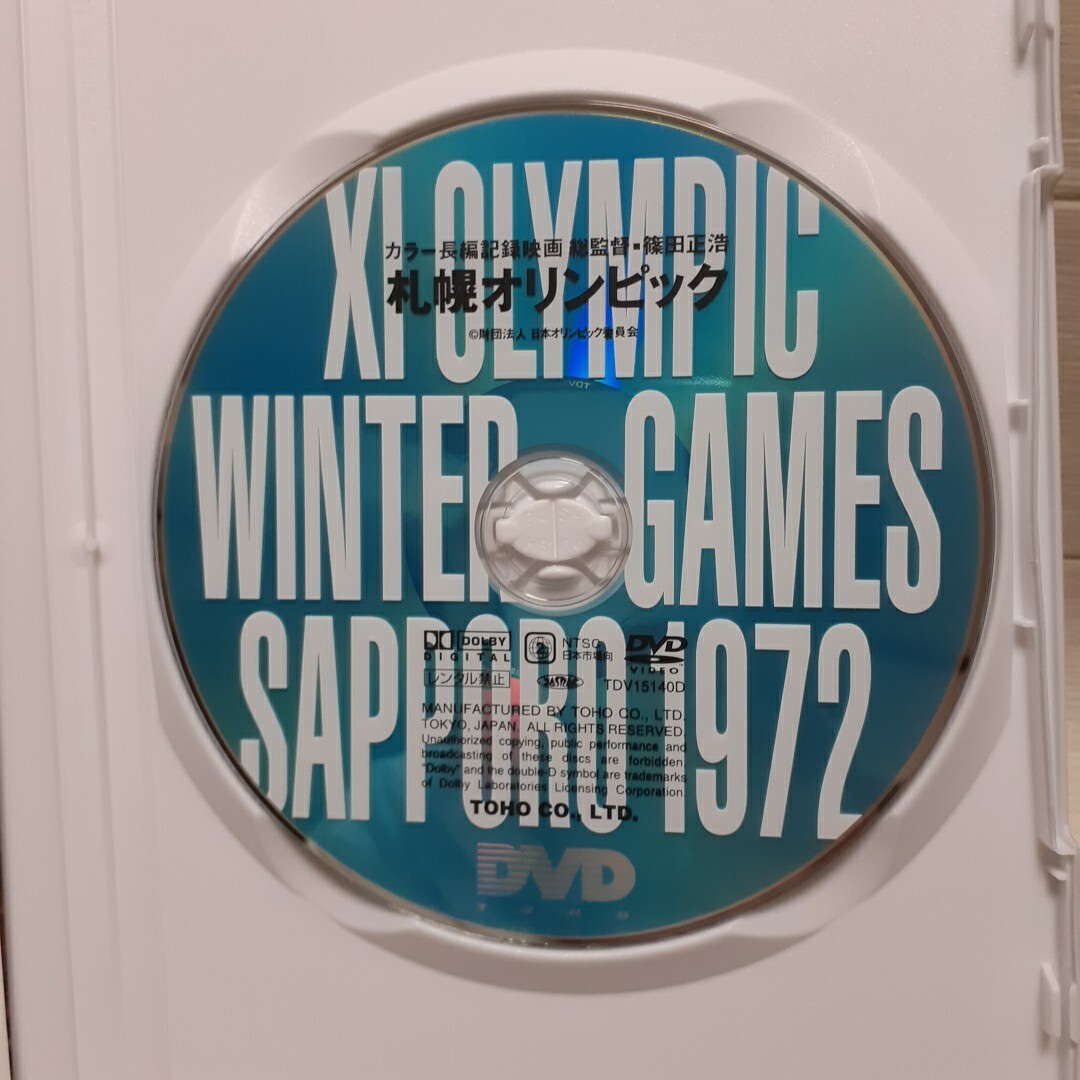 XI OLYMPIC
カラー長編記録映画 総監督・篠田正浩
札幌オリンピック
©財団法人 日本オリンピック委員会
VQT
WINTER GAMES
SAPPORO 1972
DOLBY
DIGITAL
2
NTSC
日本市場向
DVD
VIDEO
レンタル禁止
JASRAC
TDV15140D
MANUFACTURED BY TOHO CO., LTD.
TOKYO, JAPAN. ALL RIGHTS RESERVED.
Unauthorized copying, public performance and
broadcasting of these discs are forbidden.
"Dolby" and the double-D symbol are trademarks
of Dolby Laboratories Licensing Corporation.
TOHO CO., LTD.
DVD
TOHO